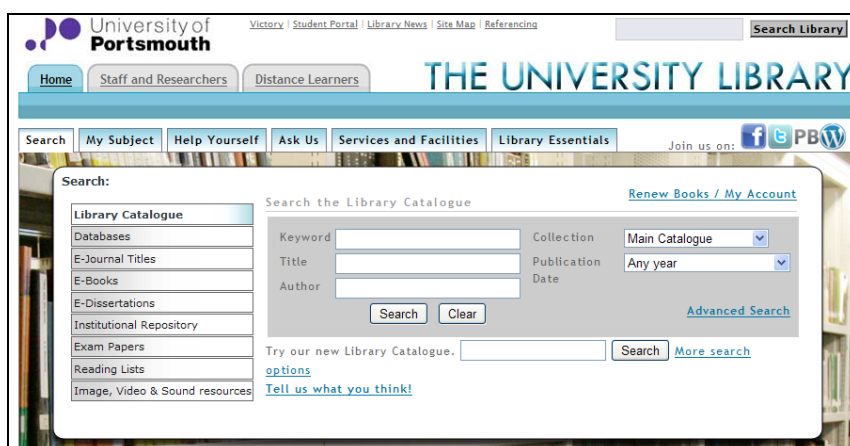 University of
Portsmouth
Victory | Student Portal | Library News | Site Map | Referencing
Search Library
Home Staff and Researchers Distance Learners
THE UNIVERSITY LIBRARY
Search My Subject Help Yourself Ask Us Services and Facilities Library Essentials
Join us on: f t PB W
Search:
Renew Books / My Account
Search the Library Catalogue
Library Catalogue
Databases
E-Journal Titles
E-Books
E-Dissertations
Institutional Repository
Exam Papers
Reading Lists
Image, Video & Sound resources
Keyword Collection Main Catalogue
Title Publication Date Any year
Author
Search Clear
Advanced Search
Try our new Library Catalogue. Search More search
options
Tell us what you think!